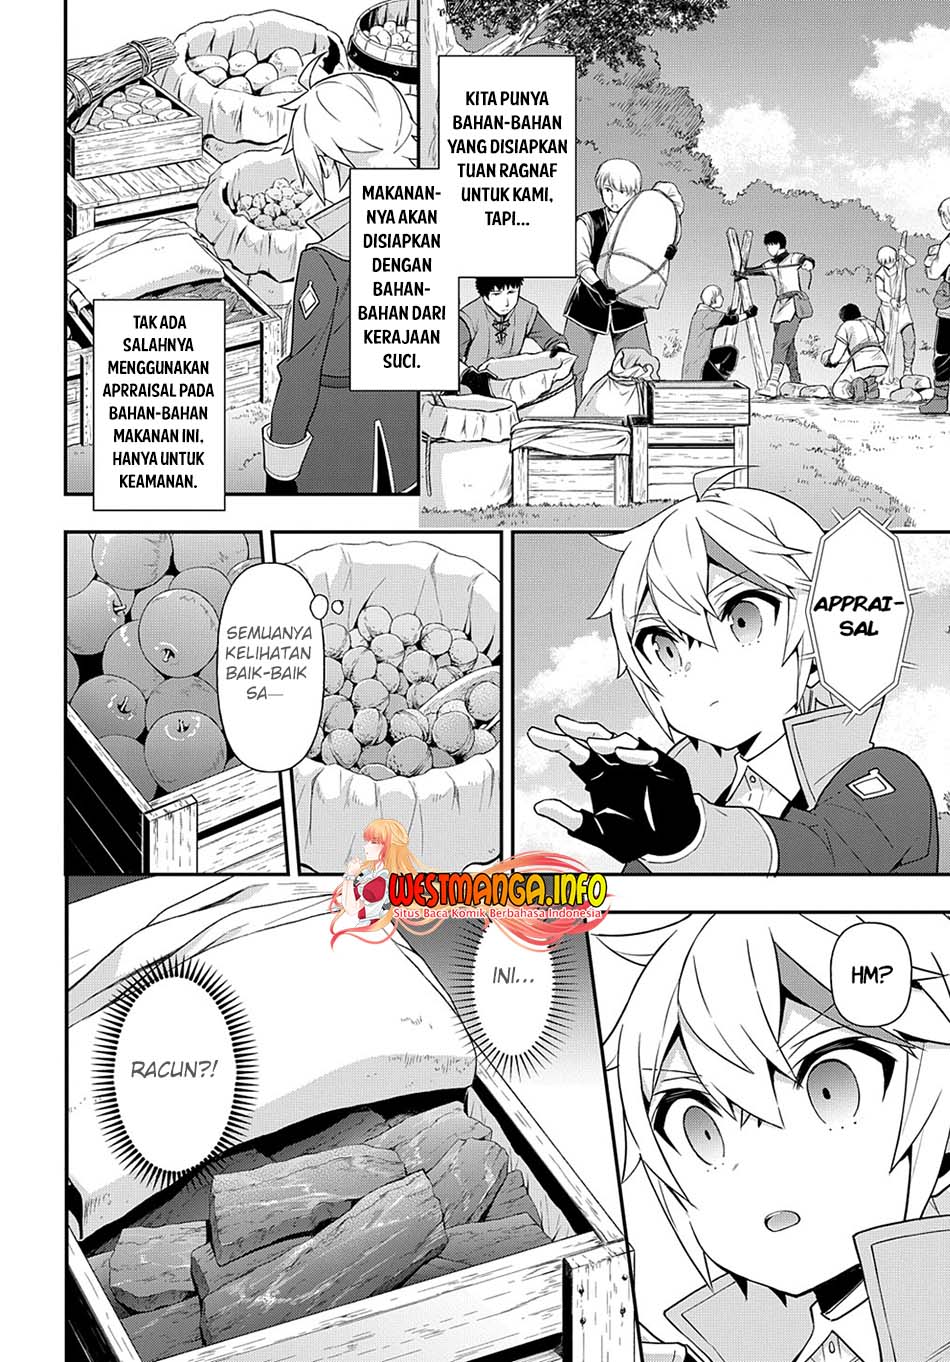 KITA PUNYA
BAHAN-BAHAN
YANG DISIAPKAN
TUAN RAGNAF
UNTUK KAMI,
TAPI...
MAKANAN-
NYA AKAN
DISIAPKAN
DENGAN
BAHAN-
BAHAN DARI
KERAJAAN
SUCI.
TAK ADA
SALAHNYA
MENGGUNAKAN
APRRAISAL PADA
BAHAN-BAHAN
MAKANAN INI,
HANYA UNTUK
KEAMANAN.
APPRAI-
SAL
SEMUANYA
KELIHATAN
BAIK-BAIK
SA—
WESTMANGA.INFO
Situs Baca Komik Berbahasa Indonesia
HM?
INI...
RACUN?!